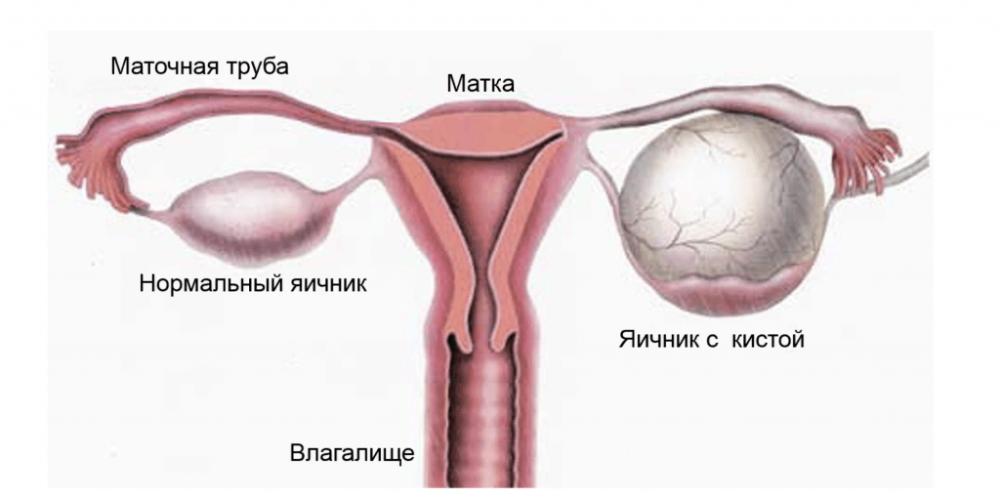 Маточная труба
Матка
Нормальный яичник
Яичник с кистой
Влагалище